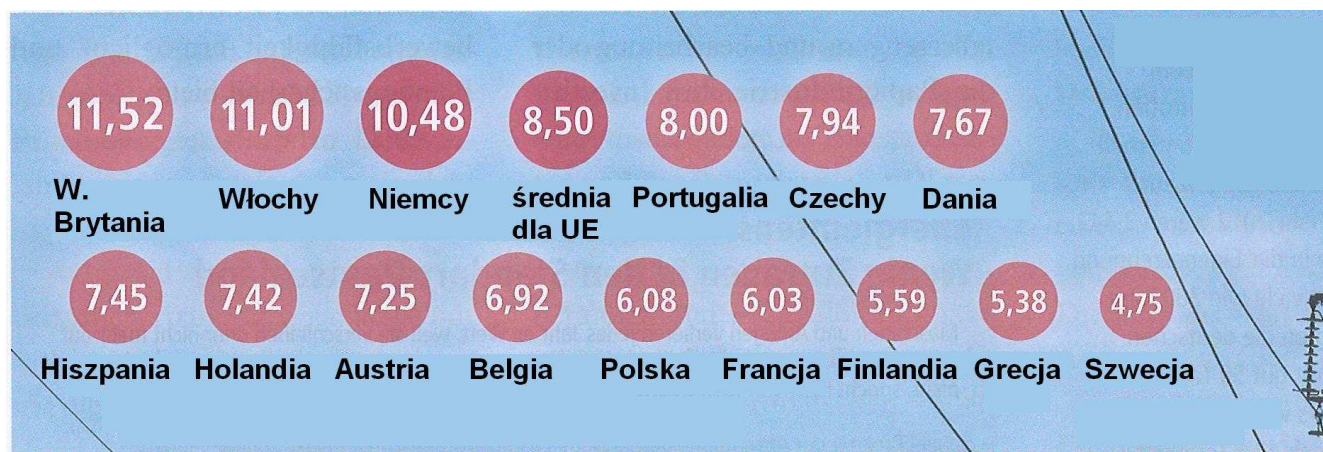 11,52 11,01 10,48 8,50 8,00 7,94 7,67
W. Włochy Niemcy średnia Portugalia Czechy Dania
Brytania dla UE
7,45 7,42 7,25 6,92 6,08 6,03 5,59 5,38 4,75
Hiszpania Holandia Austria Belgia Polska Francja Finlandia Grecja Szwecja